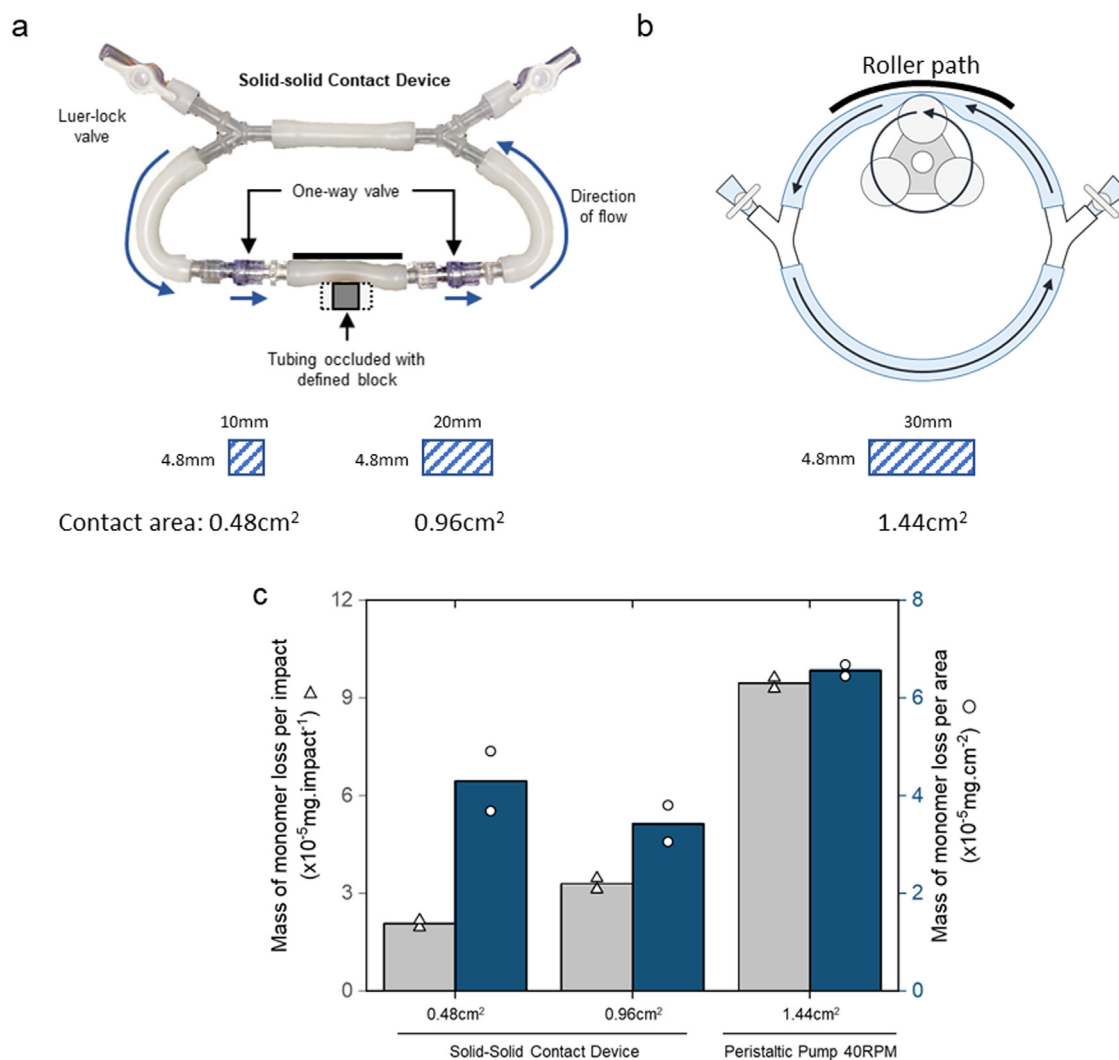 a
Solid-solid Contact Device
Luer-lock
valve
One-way valve
Direction
of flow
Tubing occluded with
defined block
b
Roller path
10mm
4.8mm
20mm
4.8mm
30mm
4.8mm
Contact area: 0.48cm²
0.96cm²
1.44cm²
c
Mass of monomer loss per impact
(x10⁻⁵mg.impact⁻¹)
12
9
6
3
0
8
6
4
2
0
Mass of monomer loss per area
(x10⁻⁵mg.cm⁻²)
0.48cm²
0.96cm²
1.44cm²
Solid-Solid Contact Device
Peristaltic Pump 40RPM